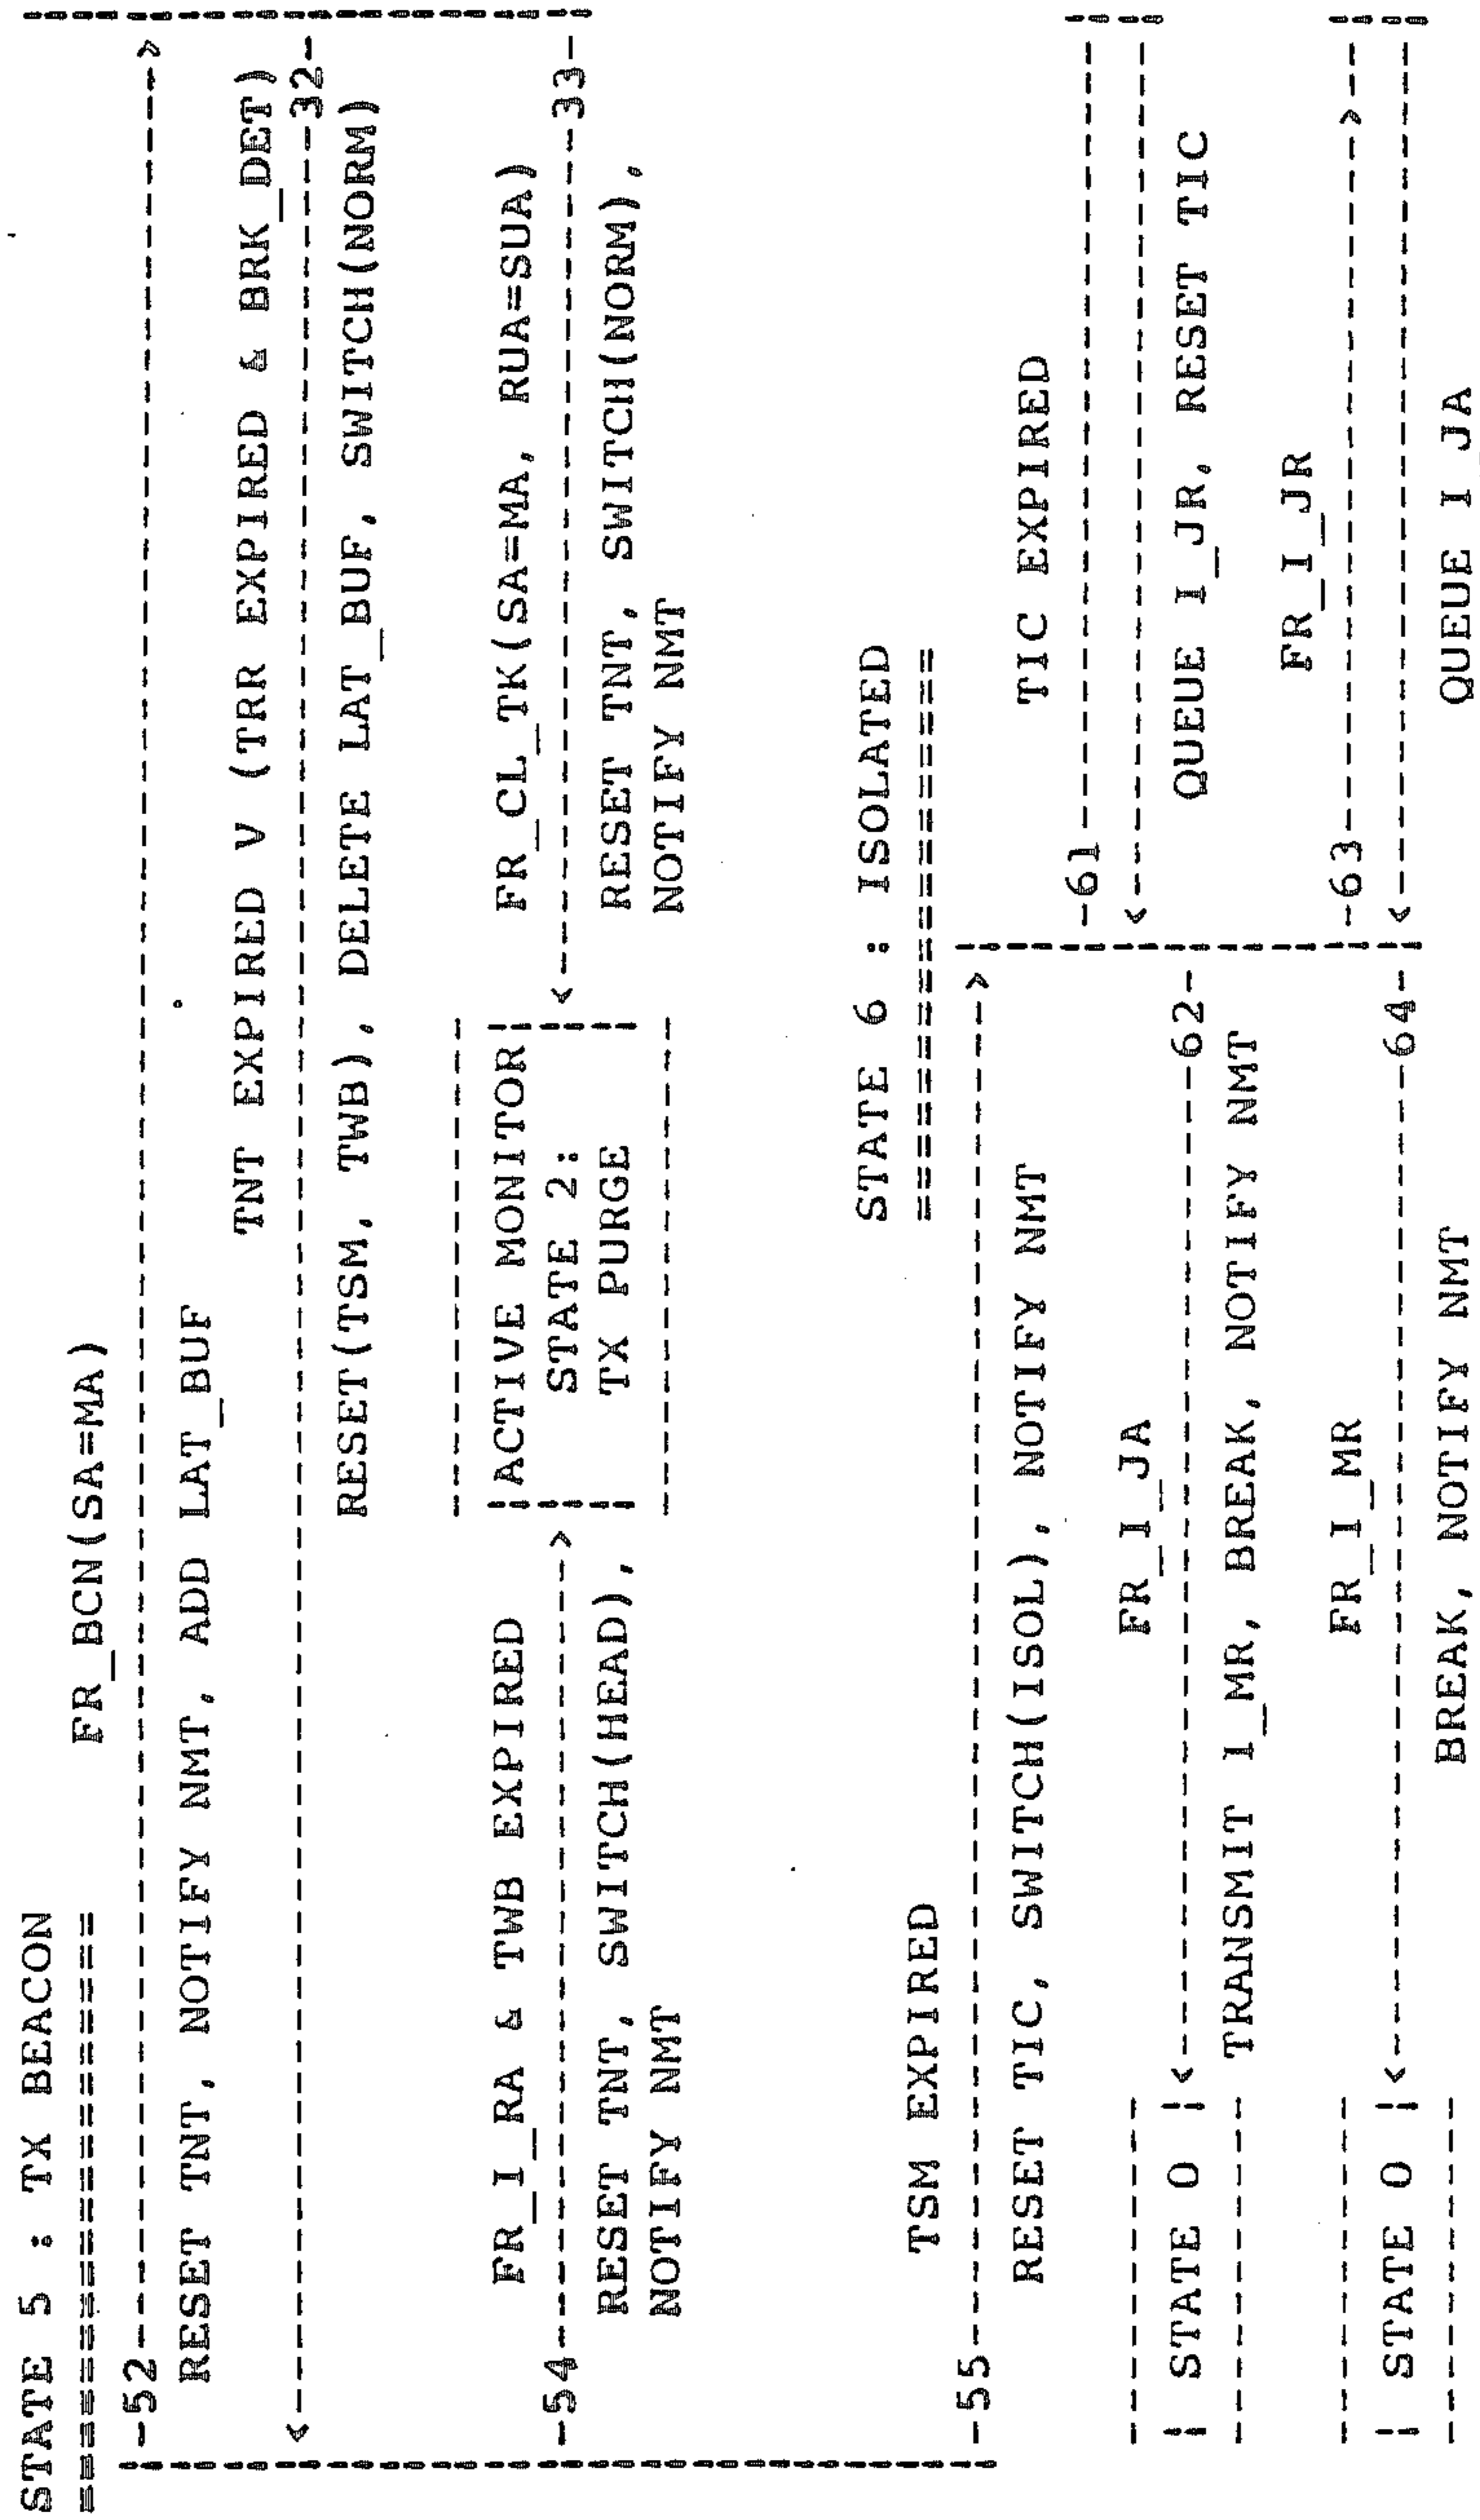 STATE 5 : TX BEACON
===================
FR_BCN(SA=MA)
-52-------------------------------------------------------->
RESET TNT, NOTIFY NMT, ADD LAT_BUF
TNT EXPIRED V (TRR EXPIRED & BRK_DET)
<--------------------------------------------------------32-
RESET(TSM, TWB), DELETE LAT_BUF, SWITCH(NORM)
FR_I_RA & TWB EXPIRED |ACTIVE MONITOR| FR_CL_TK(SA=MA, RUA=SUA)
-54---------------> | STATE 2: | <-----------------33-
RESET TNT, SWITCH(HEAD), | TX PURGE | RESET TNT, SWITCH(NORM),
NOTIFY NMT NOTIFY NMT
STATE 6 : ISOLATED
==================
TSM EXPIRED
-55---------------------------->
RESET TIC, SWITCH(ISOL), NOTIFY NMT
FR_I_JA TIC EXPIRED
-61--------------------
| STATE 0 |<---------------------62- <--------------------
TRANSMIT I_MR, BREAK, NOTIFY NMT QUEUE I_JR, RESET TIC
FR_I_MR FR_I_JR
-63---------------->--
| STATE 0 |<---------------------64- <--------------------
BREAK, NOTIFY NMT QUEUE I_JA